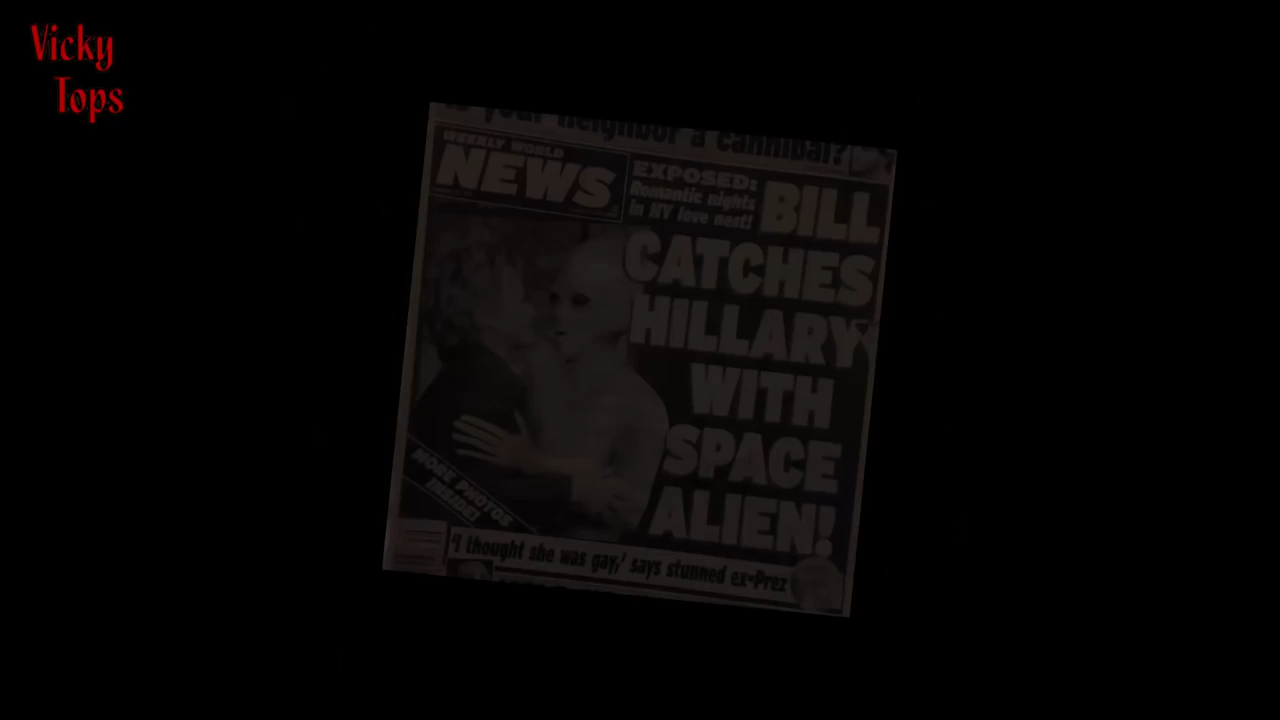 Vicky
Tops
your neighbor a cannibal?
WEEKLY WORLD
NEWS
EXPOSED:
Romantic nights
in NY love nest!
BILL
CATCHES
HILLARY
WITH
SPACE
ALIEN!
MORE PHOTOS
INSIDE!
'I thought she was gay,' says stunned ex-Prez